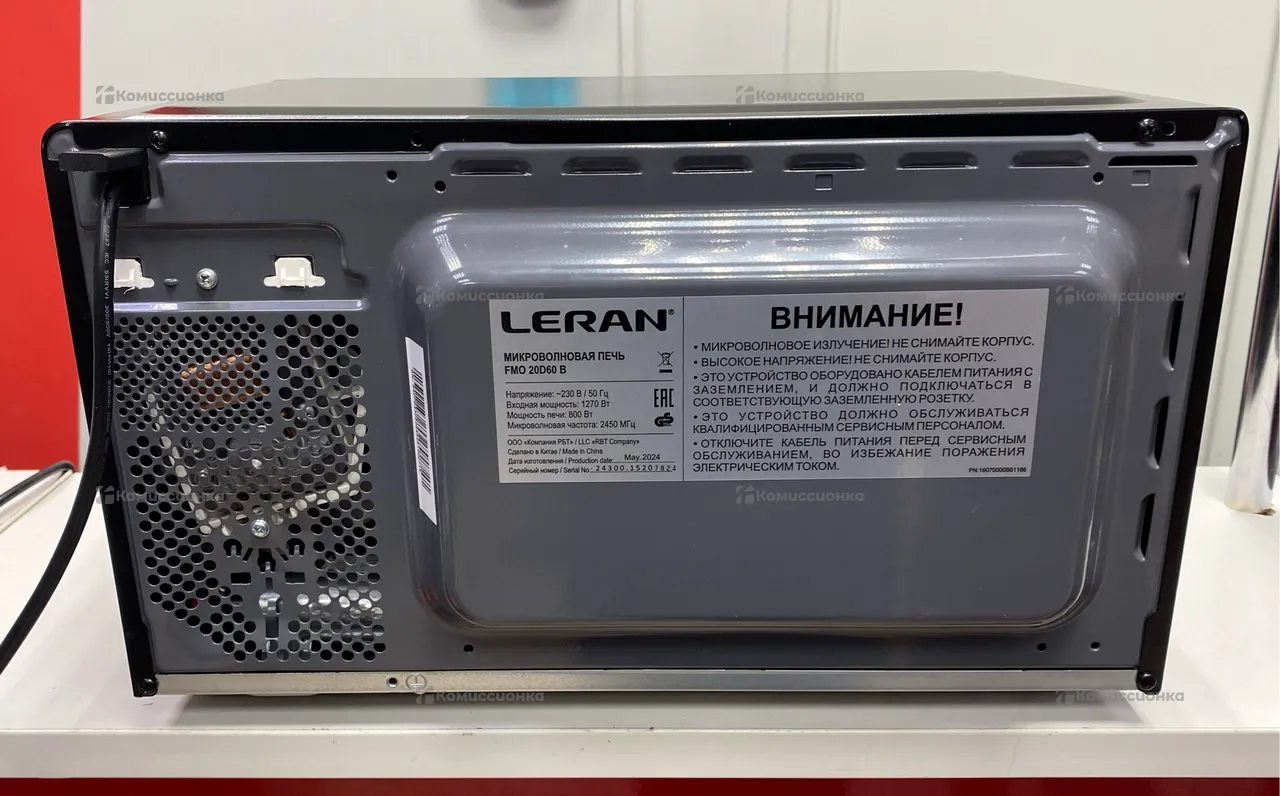 Комиссионка
Комиссионка
Комиссионка
Комиссионка
LERAN®
МИКРОВОЛНОВАЯ ПЕЧЬ
FMO 20D60 B
Напряжение: ~230 В / 50 Гц
Входная мощность: 1270 Вт
Мощность печи: 800 Вт
Микроволновая частота: 2450 МГц
EAC
GS
ООО «Компания РБТ» / LLC «RBT Company»
Сделано в Китае / Made in China
Дата изготовления / Production date: May. 2024
Серийный номер / Serial No.: 24300 15207824
ВНИМАНИЕ!
• МИКРОВОЛНОВОЕ ИЗЛУЧЕНИЕ! НЕ СНИМАЙТЕ КОРПУС.
• ВЫСОКОЕ НАПРЯЖЕНИЕ! НЕ СНИМАЙТЕ КОРПУС.
• ЭТО УСТРОЙСТВО ОБОРУДОВАНО КАБЕЛЕМ ПИТАНИЯ С
ЗАЗЕМЛЕНИЕМ, И ДОЛЖНО ПОДКЛЮЧАТЬСЯ В
СООТВЕТСТВУЮЩУЮ ЗАЗЕМЛЕННУЮ РОЗЕТКУ.
• ЭТО УСТРОЙСТВО ДОЛЖНО ОБСЛУЖИВАТЬСЯ
КВАЛИФИЦИРОВАННЫМ СЕРВИСНЫМ ПЕРСОНАЛОМ.
• ОТКЛЮЧИТЕ КАБЕЛЬ ПИТАНИЯ ПЕРЕД СЕРВИСНЫМ
ОБСЛУЖИВАНИЕМ, ВО ИЗБЕЖАНИЕ ПОРАЖЕНИЯ
ЭЛЕКТРИЧЕСКИМ ТОКОМ.
PN:16070000B61186
Комиссионка
Комиссионка
Комиссионка
Комиссионка